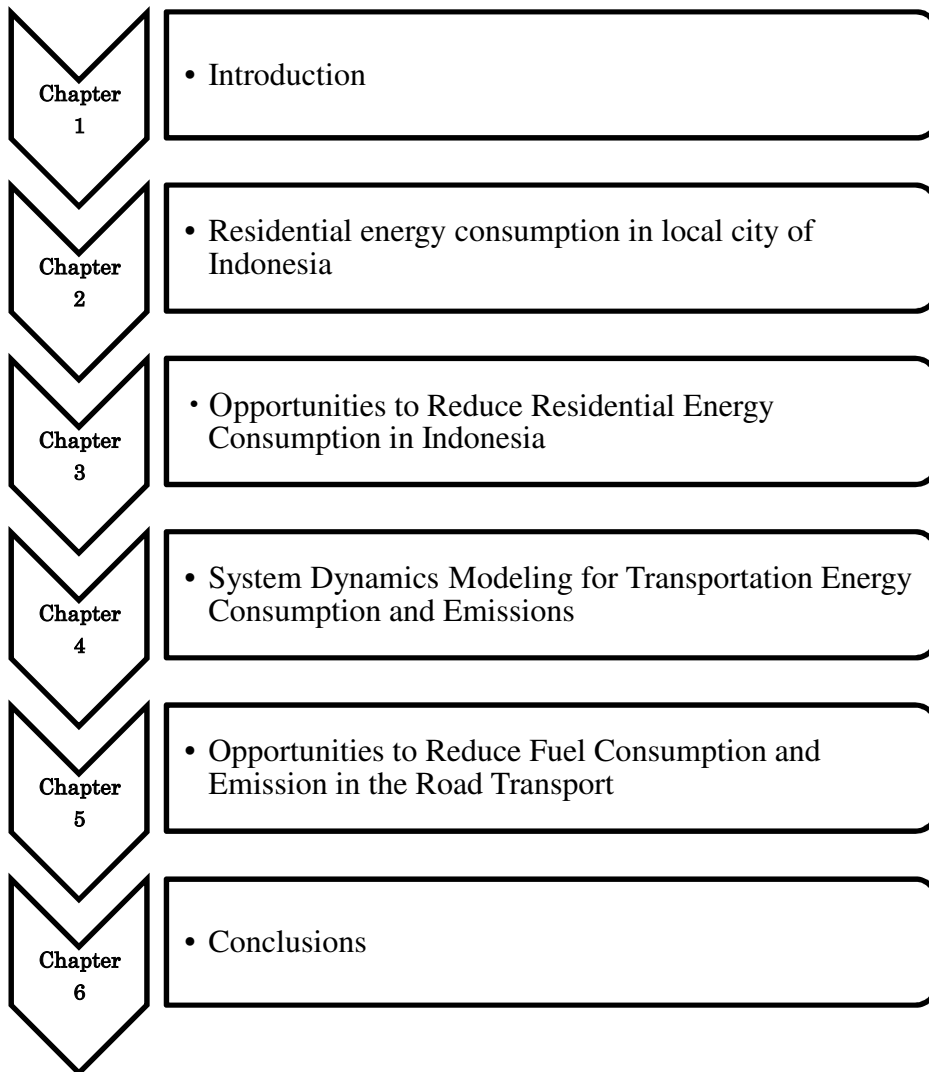 Chapter
1
• Introduction
Chapter
2
• Residential energy consumption in local city of
Indonesia
Chapter
3
• Opportunities to Reduce Residential Energy
Consumption in Indonesia
Chapter
4
• System Dynamics Modeling for Transportation Energy
Consumption and Emissions
Chapter
5
• Opportunities to Reduce Fuel Consumption and
Emission in the Road Transport
Chapter
6
• Conclusions